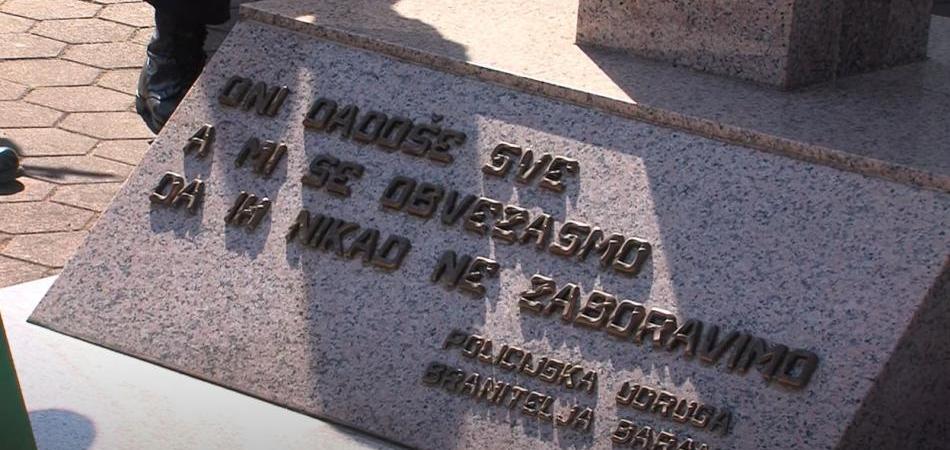 ONI DADOŠE SVE
A MI SE OBVEZASMO
DA IH NIKAD NE ZABORAVIMO
POLICIJSKA UDRUGA
BRANITELJA